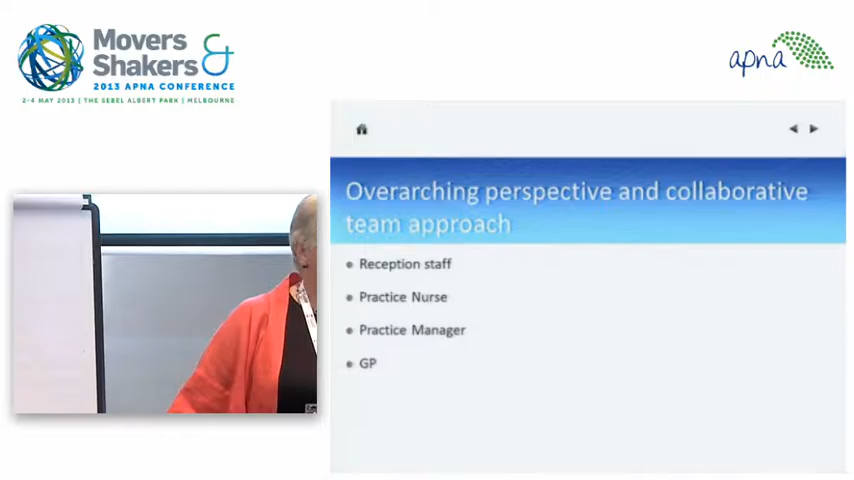 Movers
Shakers &
2013 APNA CONFERENCE
2-4 MAY 2013 | THE SEBEL ALBERT PARK | MELBOURNE
apna
Overarching perspective and collaborative
team approach
Reception staff
Practice Nurse
Practice Manager
GP